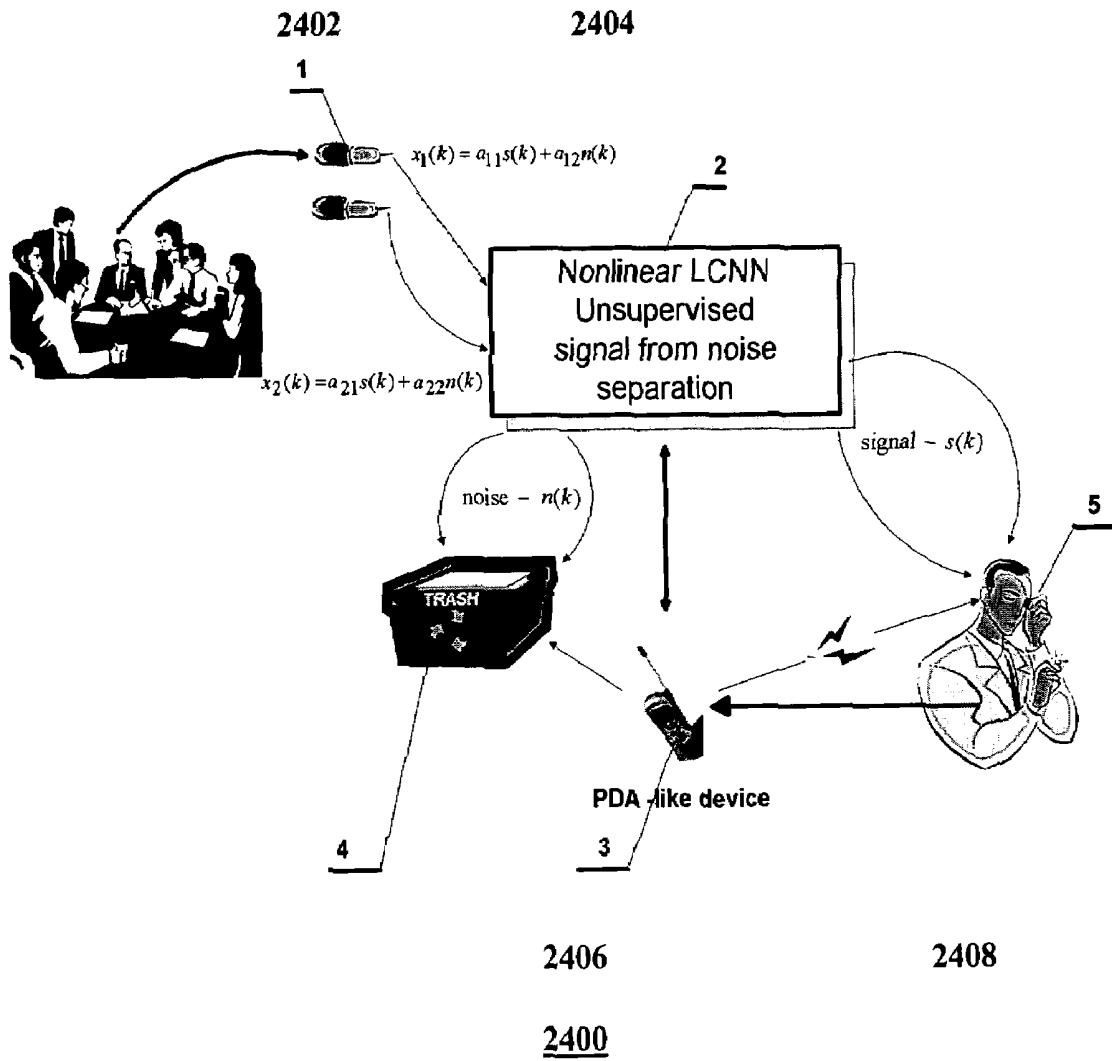 2402
2404
1
x₁(k) = a₁₁s(k) + a₁₂n(k)
2
Nonlinear LCNN
Unsupervised
signal from noise
separation
x₂(k) = a₂₁s(k) + a₂₂n(k)
signal – s(k)
noise – n(k)
5
TRASH
PDA -like device
4
3
2406
2408
2400